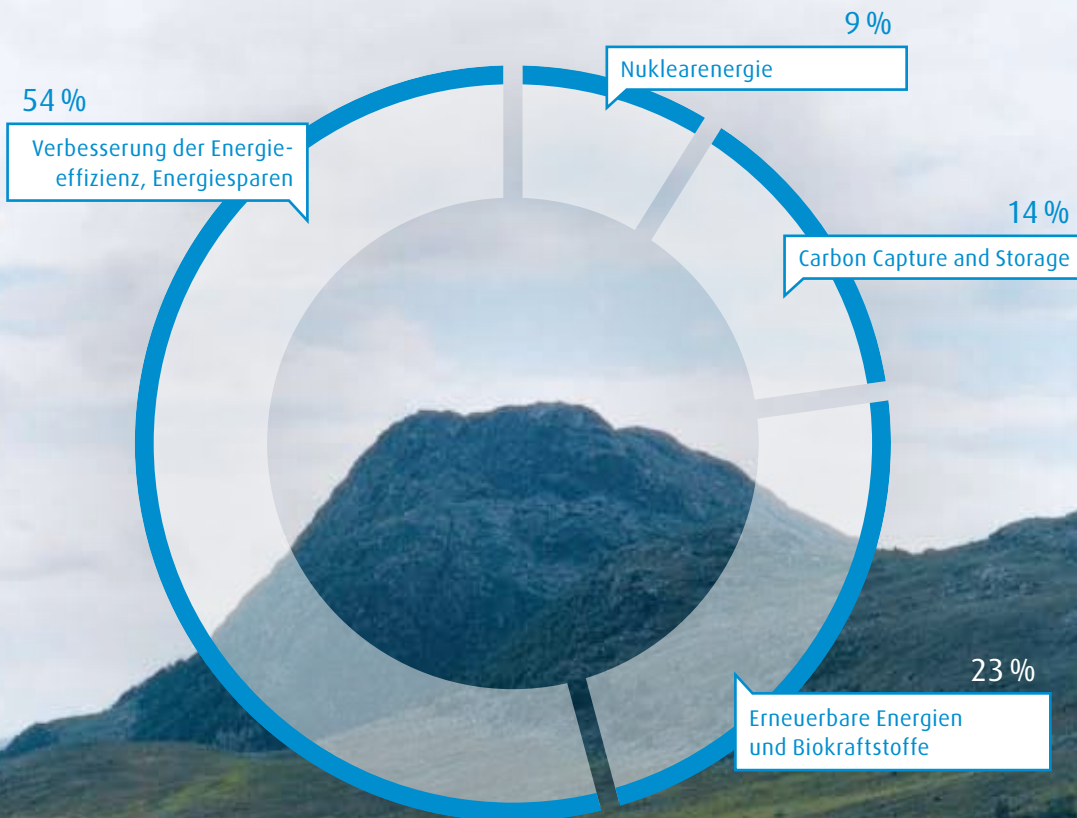 9 %
Nuklearenergie
54 %
Verbesserung der Energie-
effizienz, Energiesparen
14 %
Carbon Capture and Storage
23 %
Erneuerbare Energien
und Biokraftstoffe